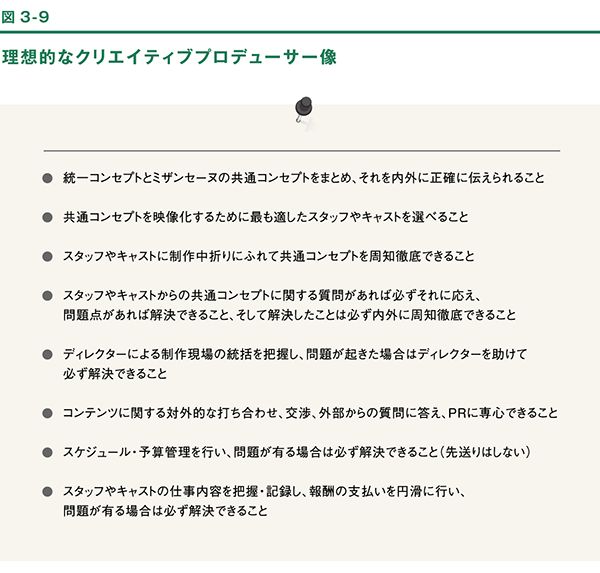 図3-9
理想的なクリエイティブプロデューサー像
● 統一コンセプトとミザンセーヌの共通コンセプトをまとめ、それを内外に正確に伝えられること
● 共通コンセプトを映像化するために最も適したスタッフやキャストを選べること
● スタッフやキャストに制作中折りにふれて共通コンセプトを周知徹底できること
● スタッフやキャストからの共通コンセプトに関する質問があれば必ずそれに応え、
問題点があれば解決できること、そして解決したことは必ず内外に周知徹底できること
● ディレクターによる制作現場の統括を把握し、問題が起きた場合はディレクターを助けて
必ず解決できること
● コンテンツに関する対外的な打ち合わせ、交渉、外部からの質問に答え、PRに専心できること
● スケジュール・予算管理を行い、問題が有る場合は必ず解決できること（先送りはしない）
● スタッフやキャストの仕事内容を把握・記録し、報酬の支払いを円滑に行い、
問題が有る場合は必ず解決できること